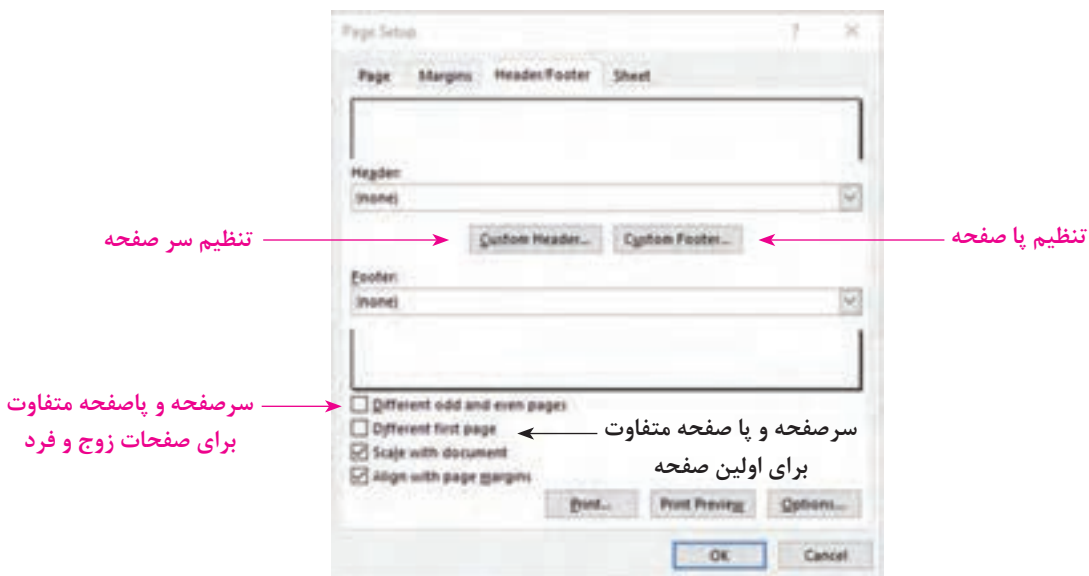 Page Setup
? ×
Page Margins Header/Footer Sheet
Header:
(none)
تنظیم سر صفحه
Custom Header...
Custom Footer...
تنظیم پا صفحه
Footer:
(none)
سرصفحه و پاصفحه متفاوت
برای صفحات زوج و فرد
Different odd and even pages
Different first page
سرصفحه و پا صفحه متفاوت
برای اولین صفحه
Scale with document
Align with page margins
Print...
Print Preview
Options...
OK
Cancel